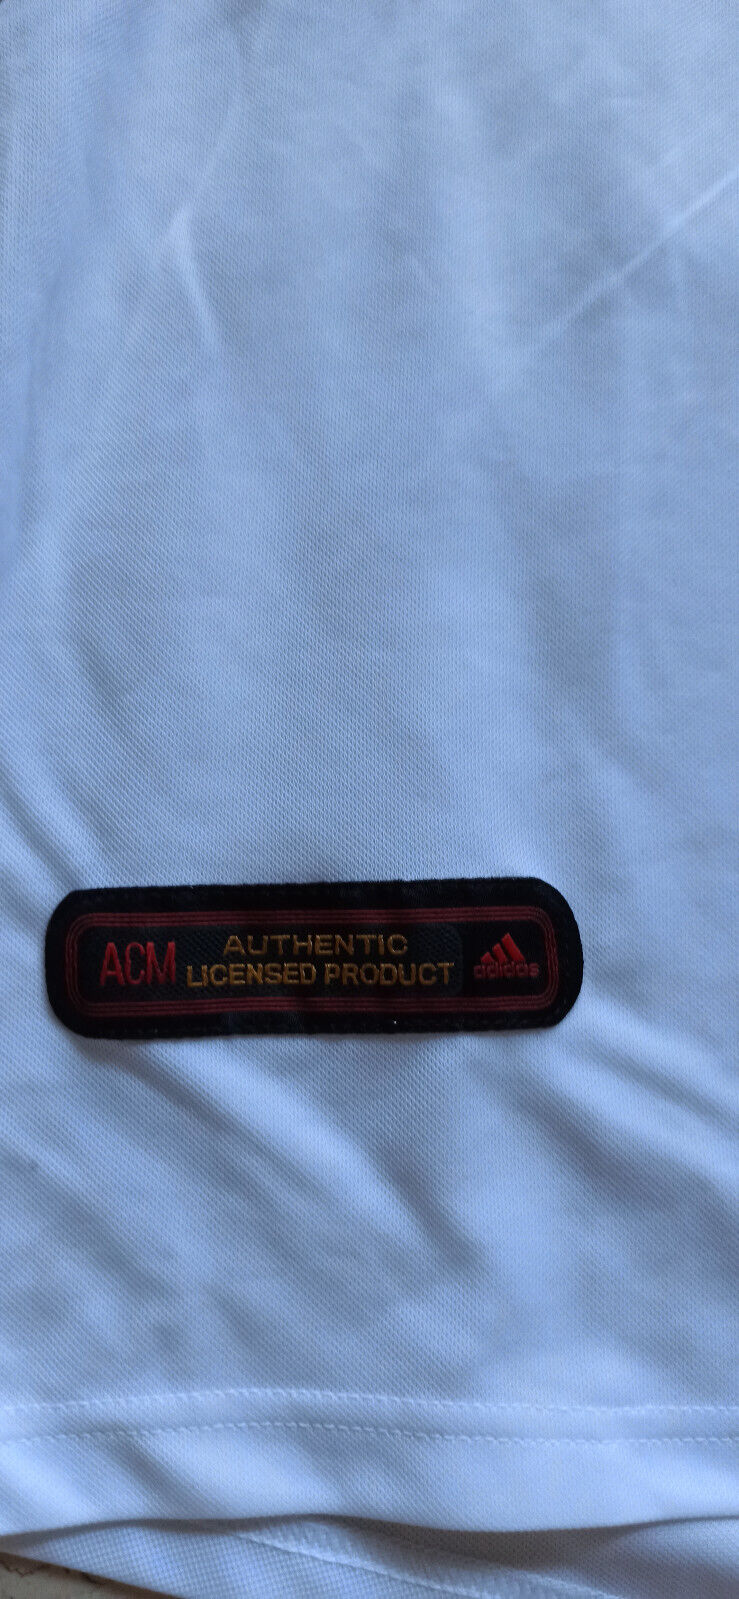 ACM
AUTHENTIC
LICENSED PRODUCT
adidas